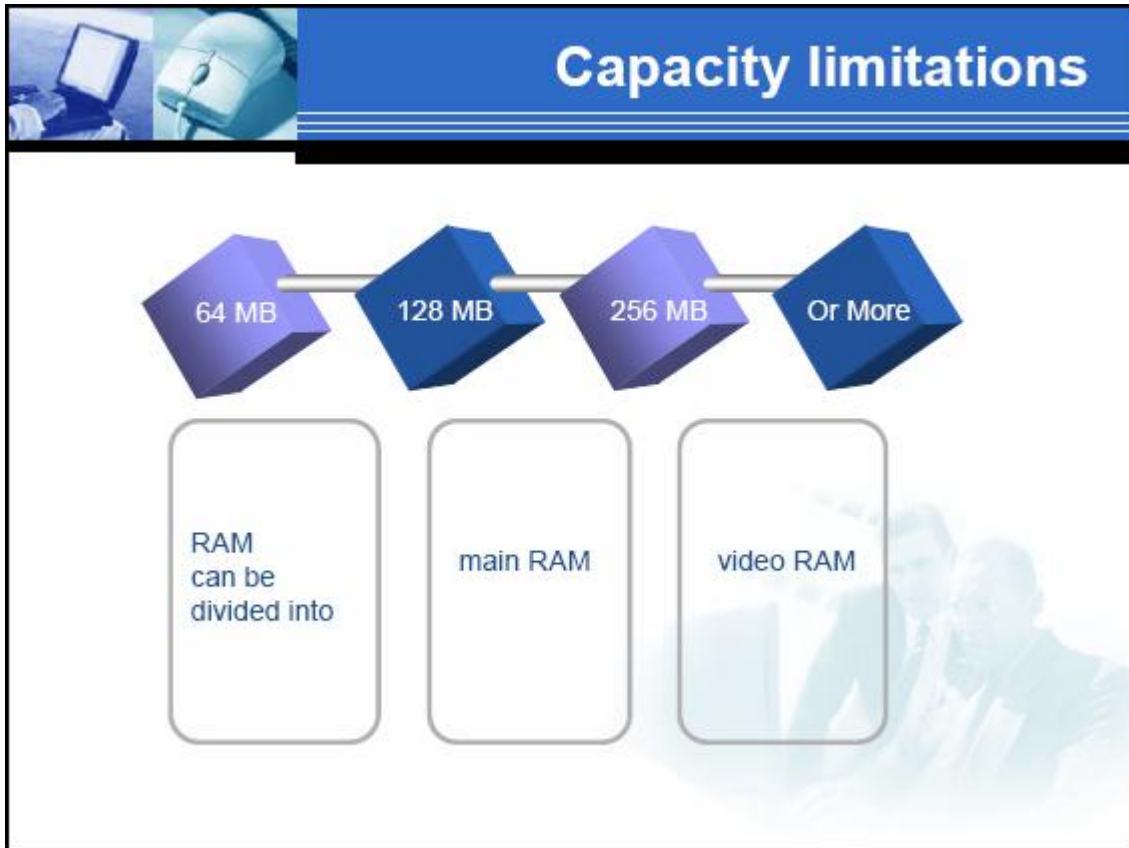 Capacity limitations
64 MB
128 MB
256 MB
Or More
RAM
can be
divided into
main RAM
video RAM